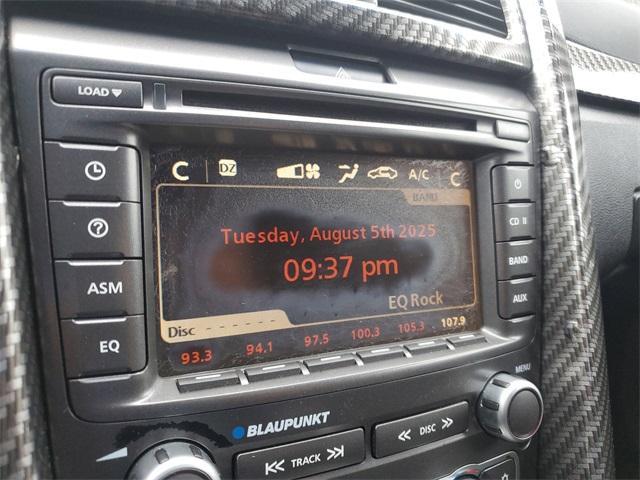 LOAD
C DZ A/C C
BAND
Tuesday, August 5th 2025
09:37 pm
EQ Rock
Disc - - - - - -
93.3 94.1 97.5 100.3 105.3 107.9
?
ASM
EQ
CD II
BAND
AUX
MENU
BLAUPUNKT
TRACK
DISC